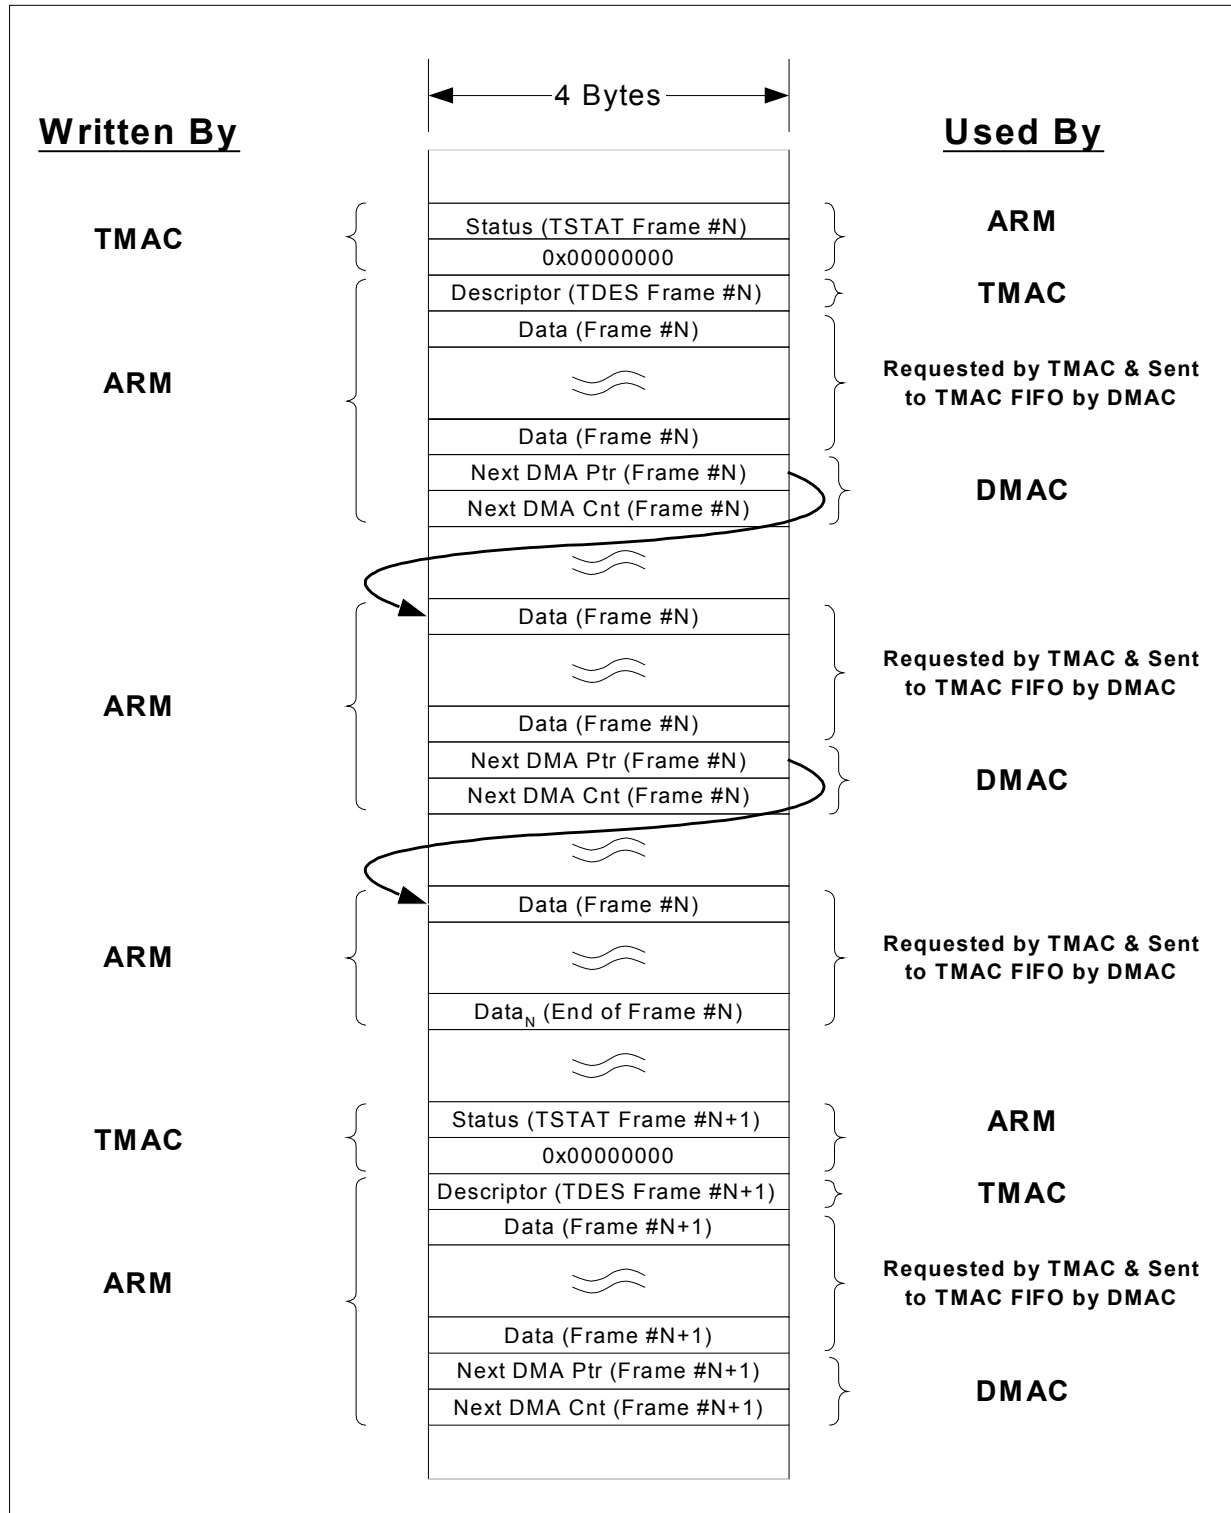 4 Bytes
Written By
Used By
TMAC
Status (TSTAT Frame #N)
0x00000000
ARM
Descriptor (TDES Frame #N)
TMAC
ARM
Data (Frame #N)
Data (Frame #N)
Requested by TMAC & Sent
to TMAC FIFO by DMAC
Next DMA Ptr (Frame #N)
Next DMA Cnt (Frame #N)
DMAC
ARM
Data (Frame #N)
Data (Frame #N)
Requested by TMAC & Sent
to TMAC FIFO by DMAC
Next DMA Ptr (Frame #N)
Next DMA Cnt (Frame #N)
DMAC
ARM
Data (Frame #N)
DataN (End of Frame #N)
Requested by TMAC & Sent
to TMAC FIFO by DMAC
TMAC
Status (TSTAT Frame #N+1)
0x00000000
ARM
Descriptor (TDES Frame #N+1)
TMAC
ARM
Data (Frame #N+1)
Data (Frame #N+1)
Requested by TMAC & Sent
to TMAC FIFO by DMAC
Next DMA Ptr (Frame #N+1)
Next DMA Cnt (Frame #N+1)
DMAC